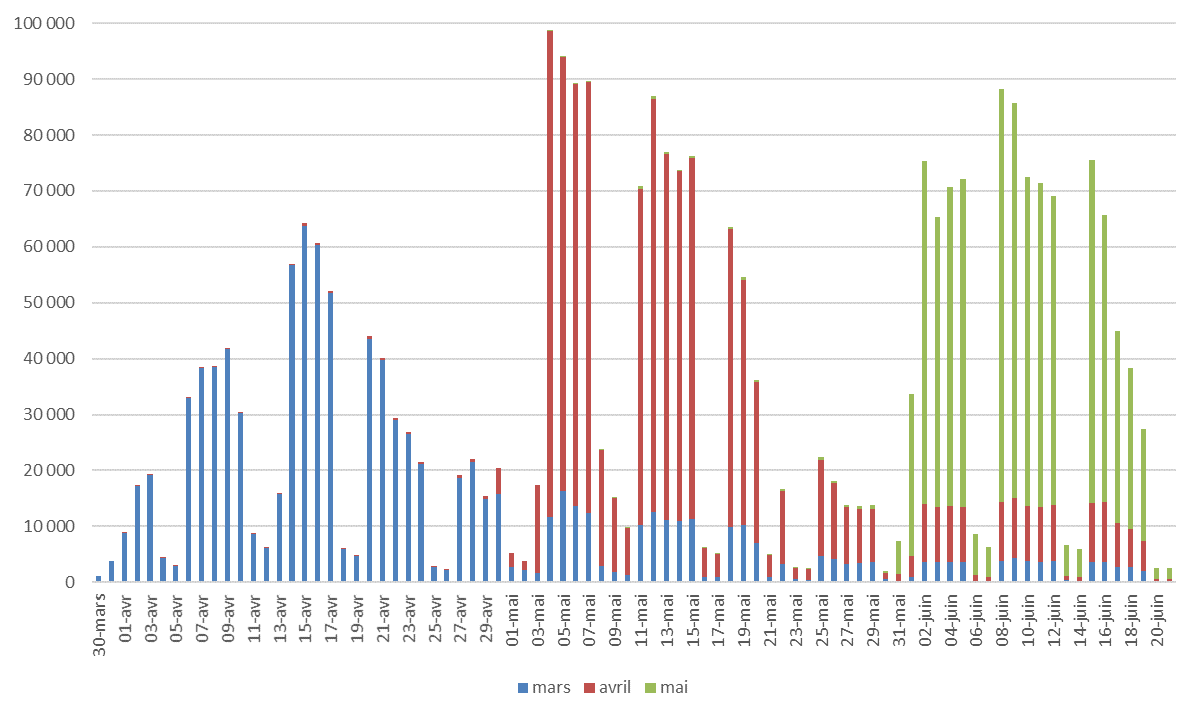 100 000
90 000
80 000
70 000
60 000
50 000
40 000
30 000
20 000
10 000
0
30-mars
01-avr
03-avr
05-avr
07-avr
09-avr
11-avr
13-avr
15-avr
17-avr
19-avr
21-avr
23-avr
25-avr
27-avr
29-avr
01-mai
03-mai
05-mai
07-mai
09-mai
11-mai
13-mai
15-mai
17-mai
19-mai
21-mai
23-mai
25-mai
27-mai
29-mai
31-mai
02-juin
04-juin
06-juin
08-juin
10-juin
12-juin
14-juin
16-juin
18-juin
20-juin
mars avril mai